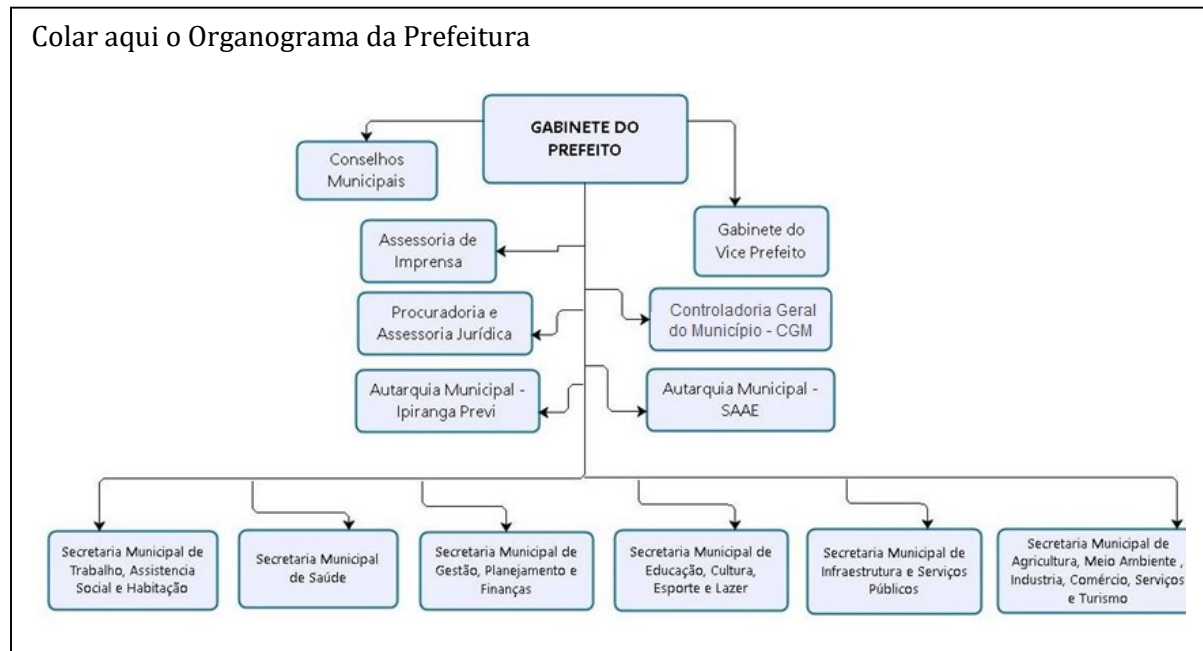 Colar aqui o Organograma da Prefeitura
GABINETE DO
PREFEITO
Conselhos
Municipais
Gabinete do
Vice Prefeito
Assessoria de
Imprensa
Procuradoria e
Assessoria Jurídica
Controladoria Geral
do Município - CGM
Autarquia Municipal -
Ipiranga Previ
Autarquia Municipal -
SAAE
Secretaria Municipal de
Trabalho, Assistencia
Social e Habitação
Secretaria Municipal
de Saúde
Secretaria Municipal de
Gestão, Planejamento e
Finanças
Secretaria Municipal de
Educação, Cultura,
Esporte e Lazer
Secretaria Municipal de
Infraestrutura e Serviços
Públicos
Secretaria Municipal de
Agricultura, Meio Ambiente ,
Industria, Comércio, Serviços
e Turismo